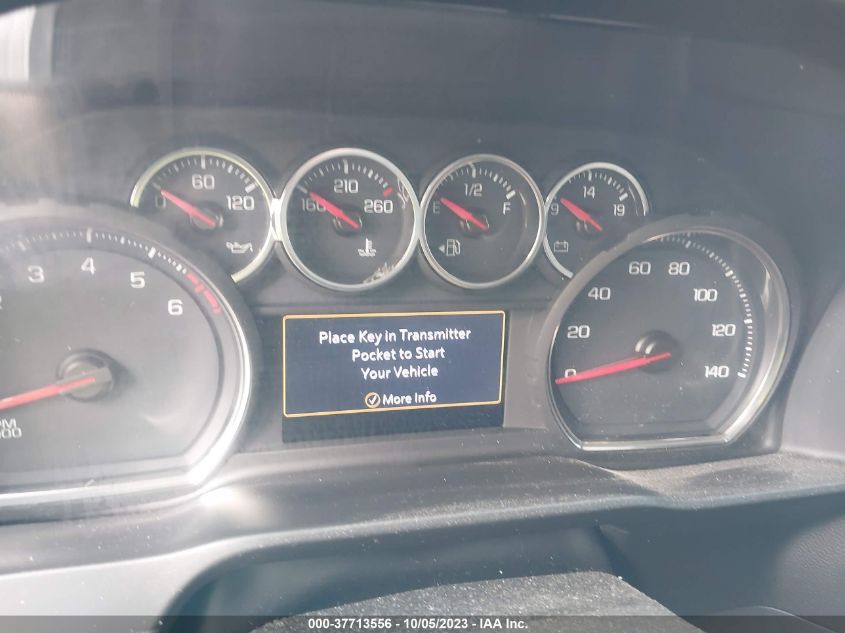 0 60 120
160 210 260
E 1/2 F
9 14 19
3 4 5 6
0 20 40 60 80 100 120 140
Place Key in Transmitter
Pocket to Start
Your Vehicle
More Info
000-37713556 - 10/05/2023 - IAA Inc.